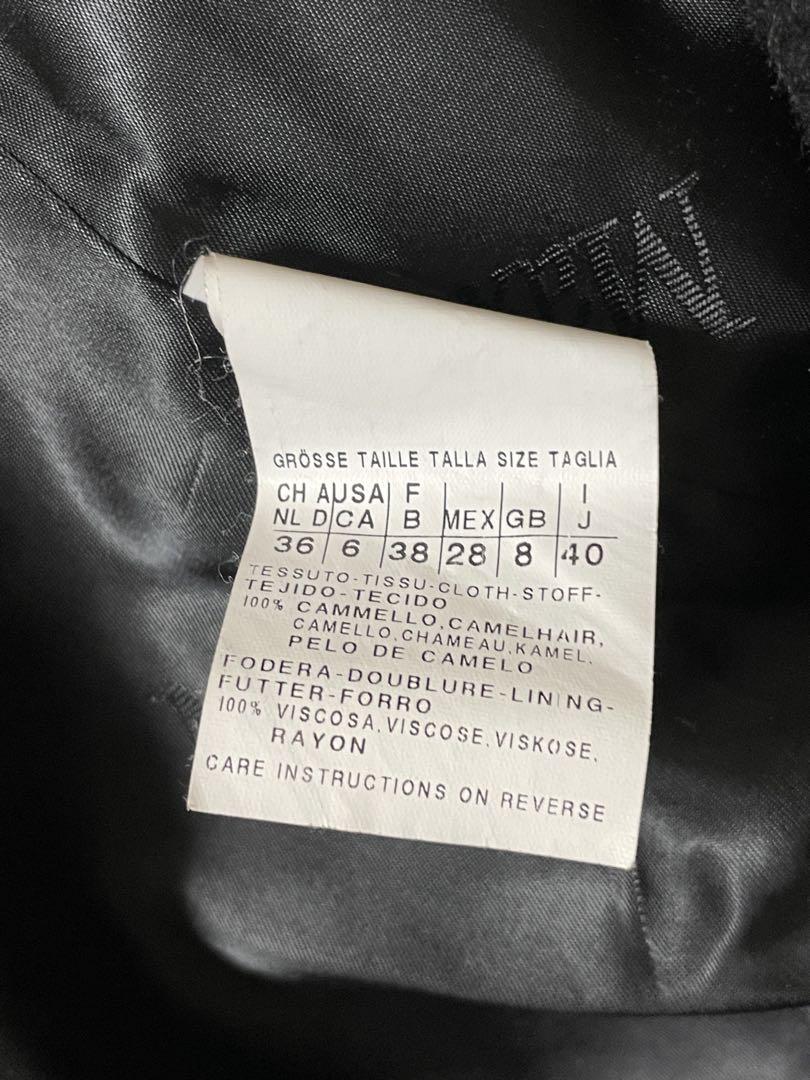 GRÖSSE TAILLE TALLA SIZE TAGLIA
CH A USA F I
NL D CA B MEX GB J
36 6 38 28 8 40
TESSUTO-TISSU-CLOTH-STOFF-
TEJIDO-TECIDO
100% CAMMELLO,CAMELHAIR,
CAMELLO,CHAMEAU,KAMEL,
PELO DE CAMELO
FODERA-DOUBLURE-LINING-
FUTTER-FORRO
100% VISCOSA,VISCOSE,VISKOSE,
RAYON
CARE INSTRUCTIONS ON REVERSE